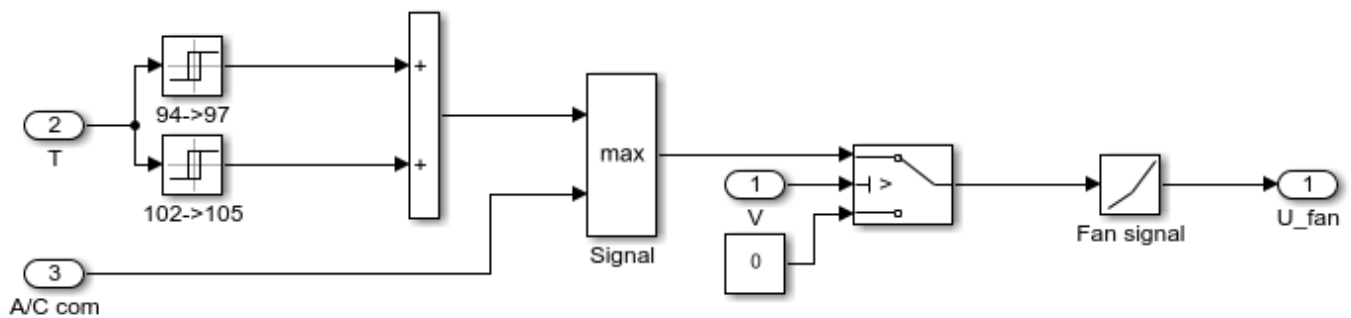 94->97
2
T
102->105
+
+
3
A/C com
max
Signal
1
V
0
>
Fan signal
1
U_fan